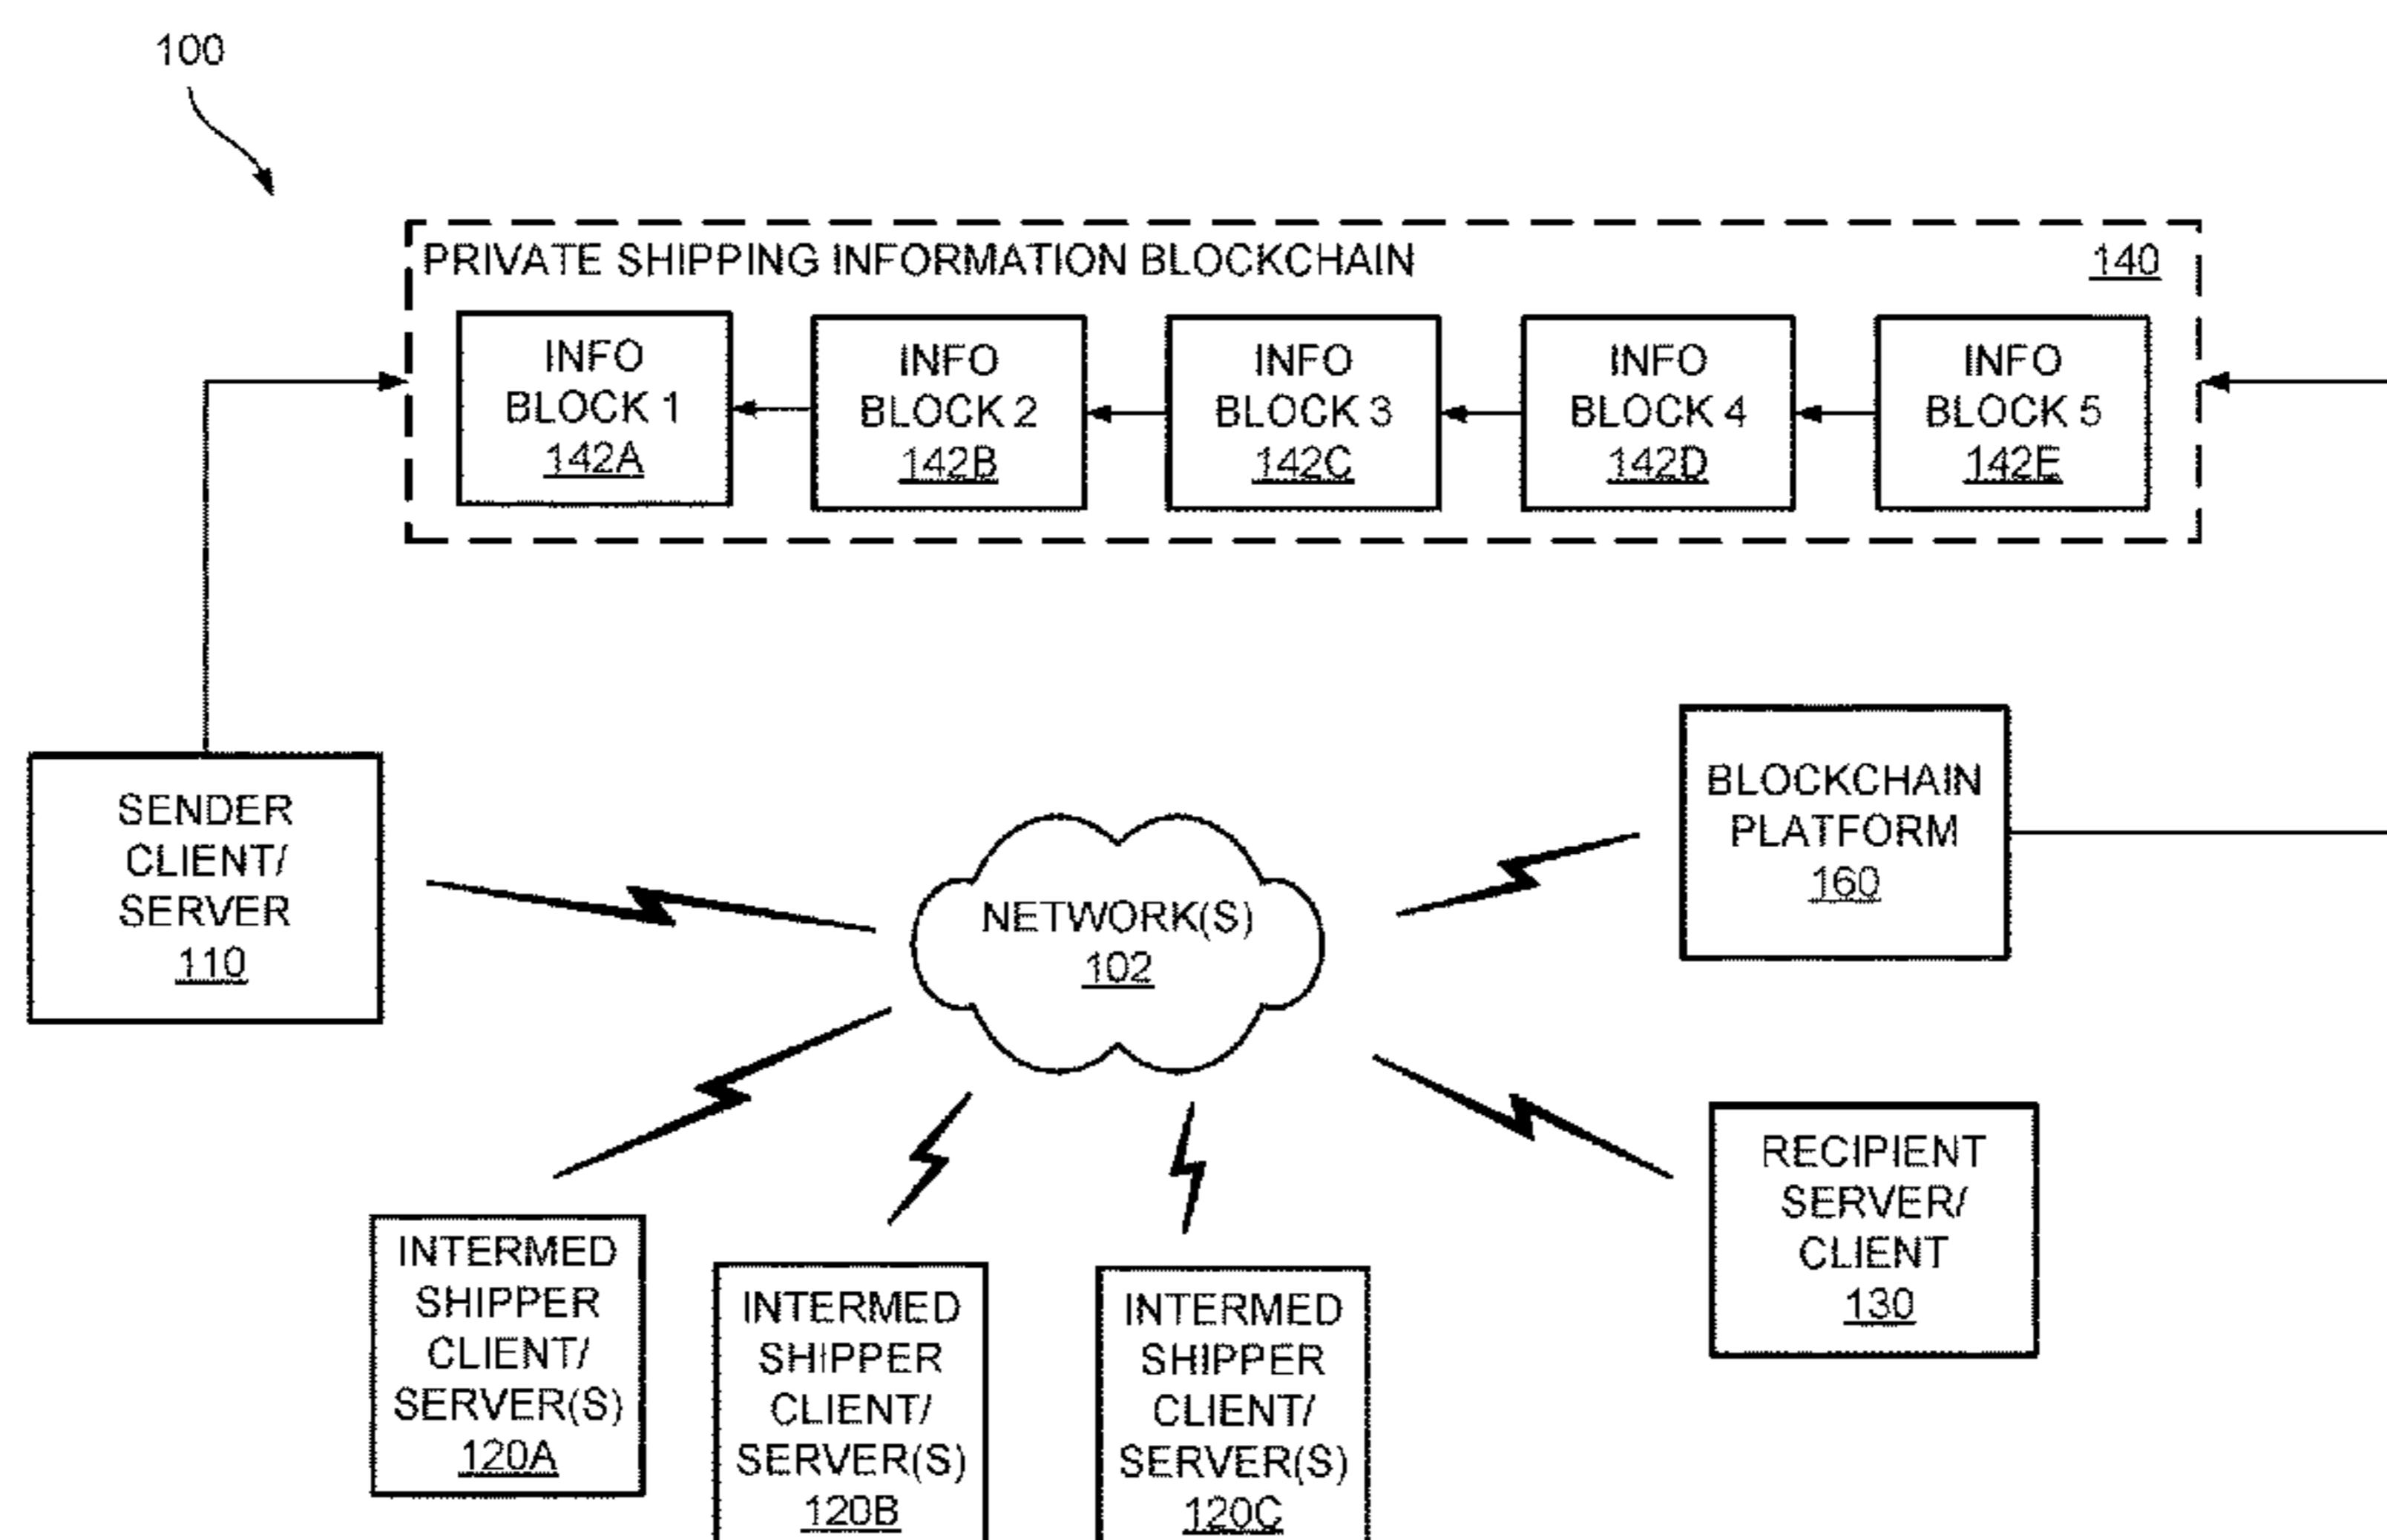 100
PRIVATE SHIPPING INFORMATION BLOCKCHAIN
140
INFO
BLOCK 1
142A
INFO
BLOCK 2
142B
INFO
BLOCK 3
142C
INFO
BLOCK 4
142D
INFO
BLOCK 5
142E
SENDER
CLIENT/
SERVER
110
NETWORK(S)
102
BLOCKCHAIN
PLATFORM
160
RECIPIENT
SERVER/
CLIENT
130
INTERMED
SHIPPER
CLIENT/
SERVER(S)
120A
INTERMED
SHIPPER
CLIENT/
SERVER(S)
120B
INTERMED
SHIPPER
CLIENT/
SERVER(S)
120C